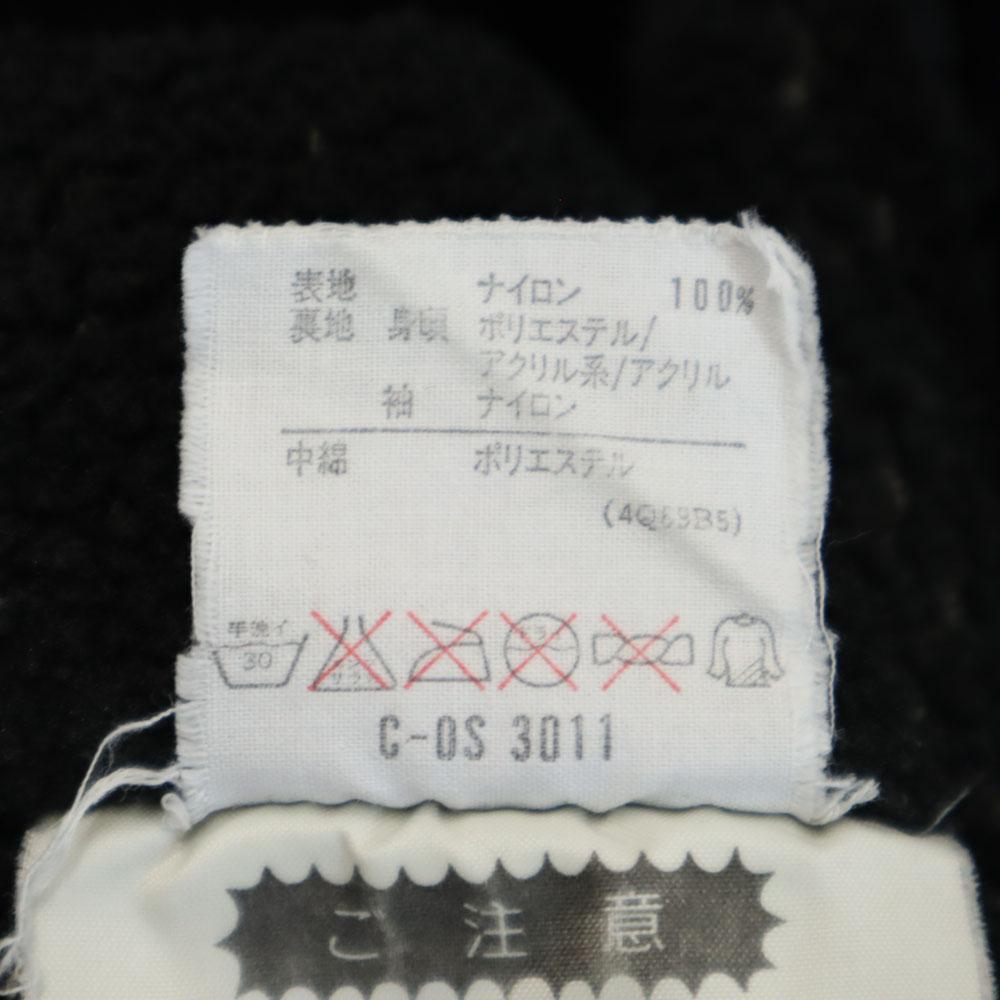 表地 ナイロン 100%
裏地 身頃 ポリエステル/
アクリル系/アクリル
袖 ナイロン
中綿 ポリエステル
手洗イ
30
C-OS 3011
ご注意